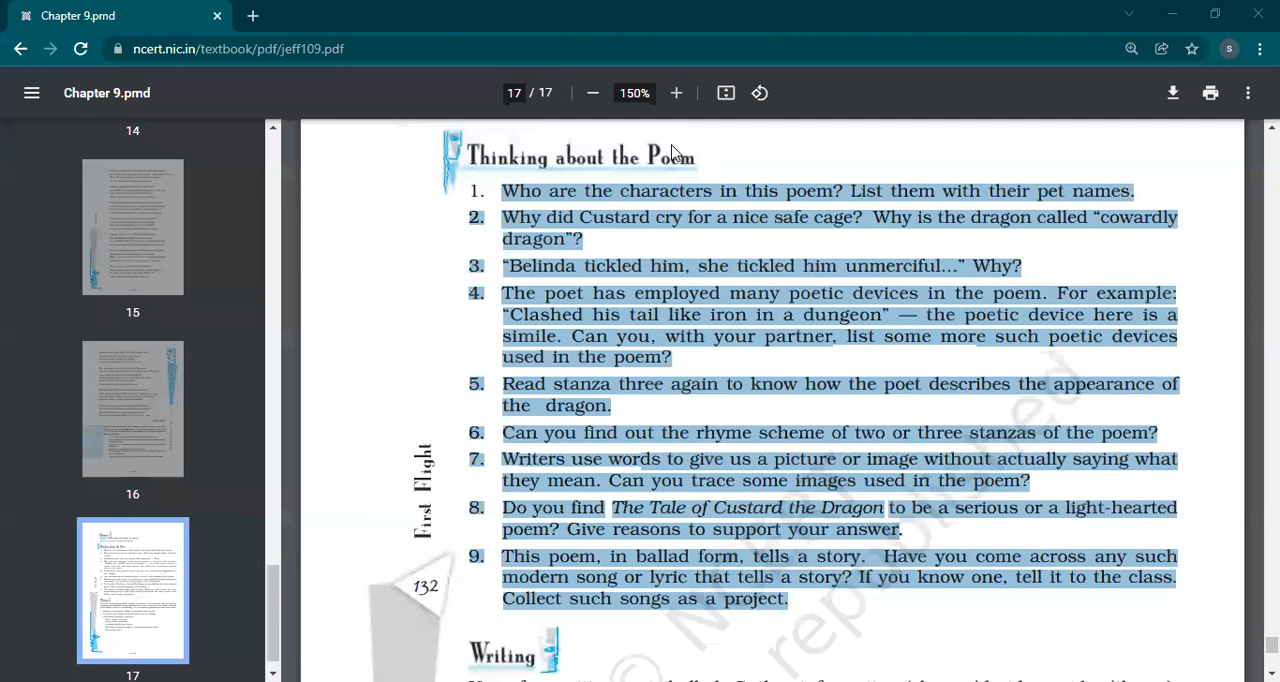 Chapter 9.pmd
ncert.nic.in/textbook/pdf/jeff109.pdf
S
Chapter 9.pmd
17 / 17
150%
14
15
16
17
Thinking about the Poem
1. Who are the characters in this poem? List them with their pet names.
2. Why did Custard cry for a nice safe cage? Why is the dragon called “cowardly
dragon”?
3. “Belinda tickled him, she tickled him unmerciful...” Why?
4. The poet has employed many poetic devices in the poem. For example:
“Clashed his tail like iron in a dungeon” — the poetic device here is a
simile. Can you, with your partner, list some more such poetic devices
used in the poem?
5. Read stanza three again to know how the poet describes the appearance of
the dragon.
6. Can you find out the rhyme scheme of two or three stanzas of the poem?
7. Writers use words to give us a picture or image without actually saying what
they mean. Can you trace some images used in the poem?
8. Do you find The Tale of Custard the Dragon to be a serious or a light-hearted
poem? Give reasons to support your answer.
9. This poem, in ballad form, tells a story. Have you come across any such
modern song or lyric that tells a story? If you know one, tell it to the class.
Collect such songs as a project.
First Flight
132
Writing